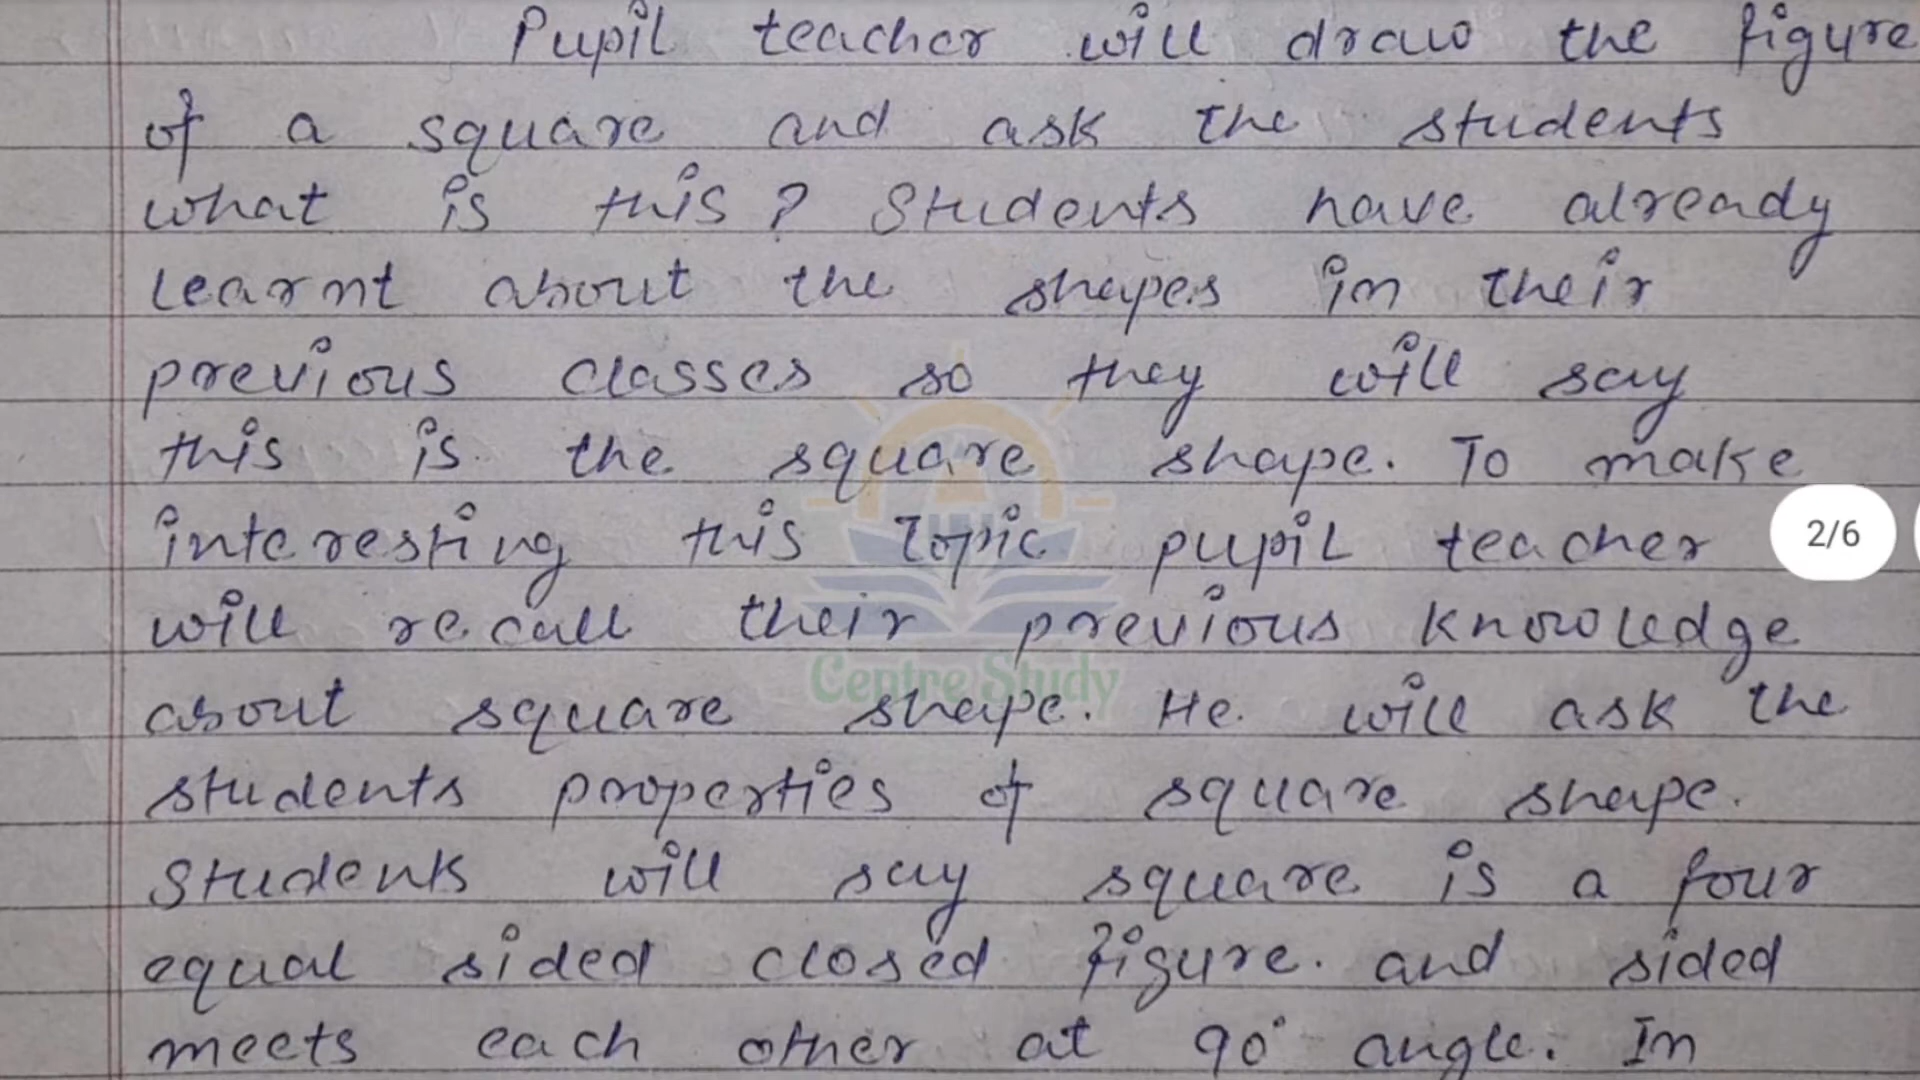 Pupil teacher will draw the figure
of a square and ask the students
what is this ? Students have already
learnt about the shapes in their
previous classes so they will say
this is the square shape. To make
interesting this Topic pupil teacher
2/6
will recall their previous knowledge
Centre Study
about square shape. He will ask the
students properties of square shape.
Students will say square is a four
equal sided closed figure. and sided
meets each other at 90° angle. In